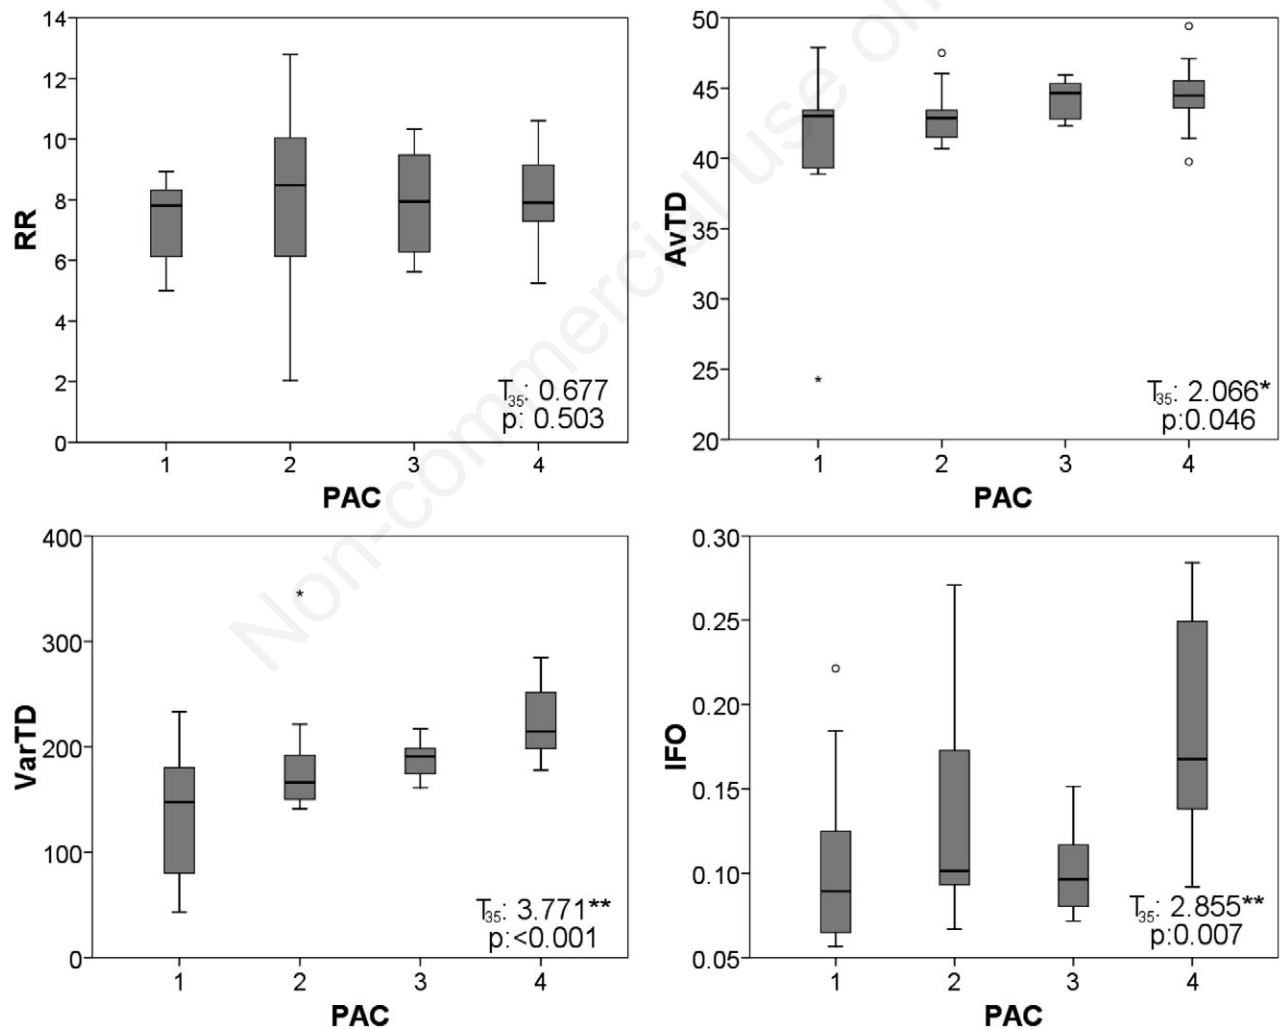 14
12
10
8
6
4
2
0
RR
T35: 0.677
p: 0.503
1 2 3 4
PAC
50
45
40
35
30
25
20
AvTD
*
T35: 2.066*
p:0.046
1 2 3 4
PAC
400
300
200
100
0
VarTD
*
T35: 3.771**
p:<0.001
1 2 3 4
PAC
0.30
0.25
0.20
0.15
0.10
0.05
IFO
T35: 2.855**
p:0.007
1 2 3 4
PAC
Non-commercial use on